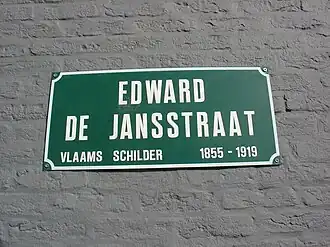 EDWARD
DE JANSSTRAAT
VLAAMS SCHILDER 1855 - 1919